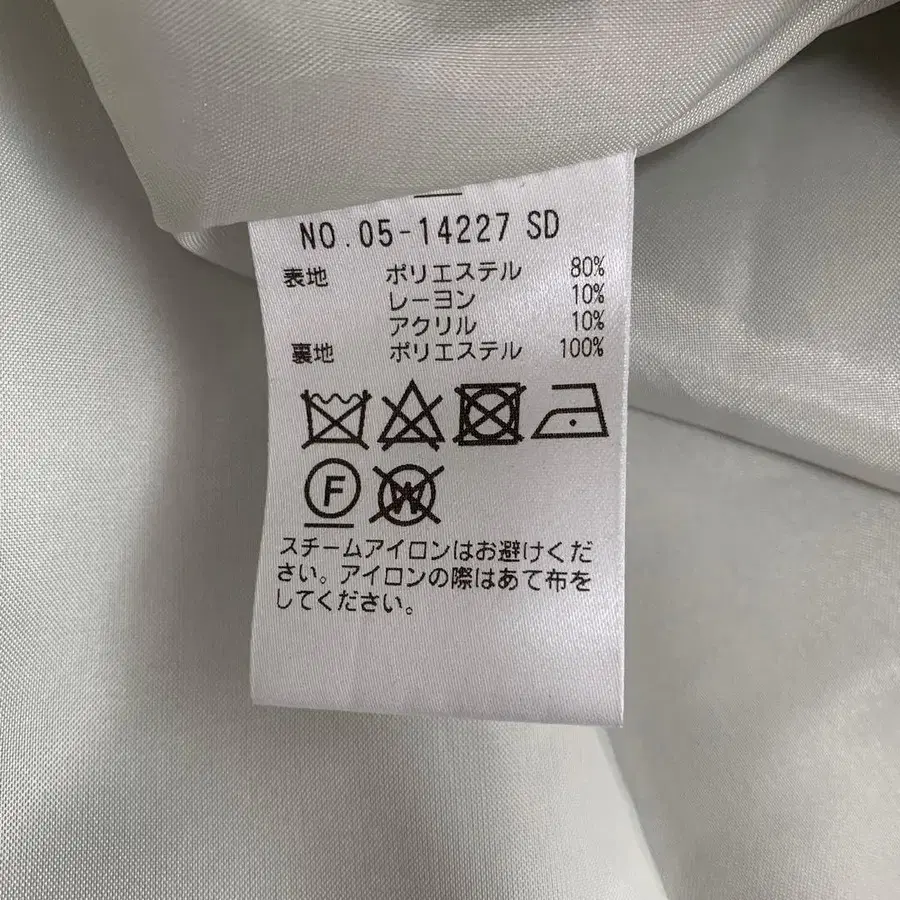 NO.05-14227 SD
表地 ポリエステル 80%
レーヨン 10%
アクリル 10%
裏地 ポリエステル 100%
F W
スチームアイロンはお避けくだ
さい。アイロンの際はあて布を
してください。